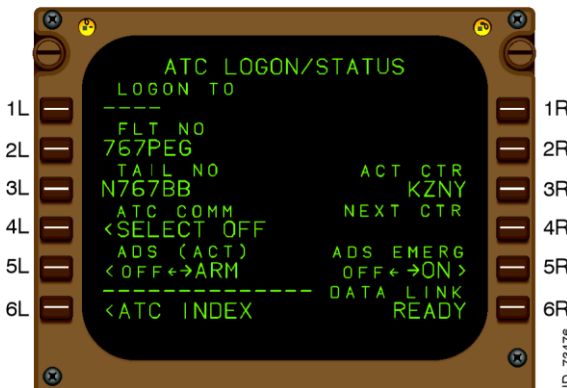 ATC LOGON/STATUS
LOGON TO
1L ---- 1R
FLT NO
2L 767PEG 2R
TAIL NO ACT CTR
3L N767BB KZNY 3R
ATC COMM NEXT CTR
4L <SELECT OFF 4R
ADS (ACT) ADS EMERG
5L <OFF←→ARM OFF←→ON> 5R
--------------- DATA LINK
6L <ATC INDEX READY 6R